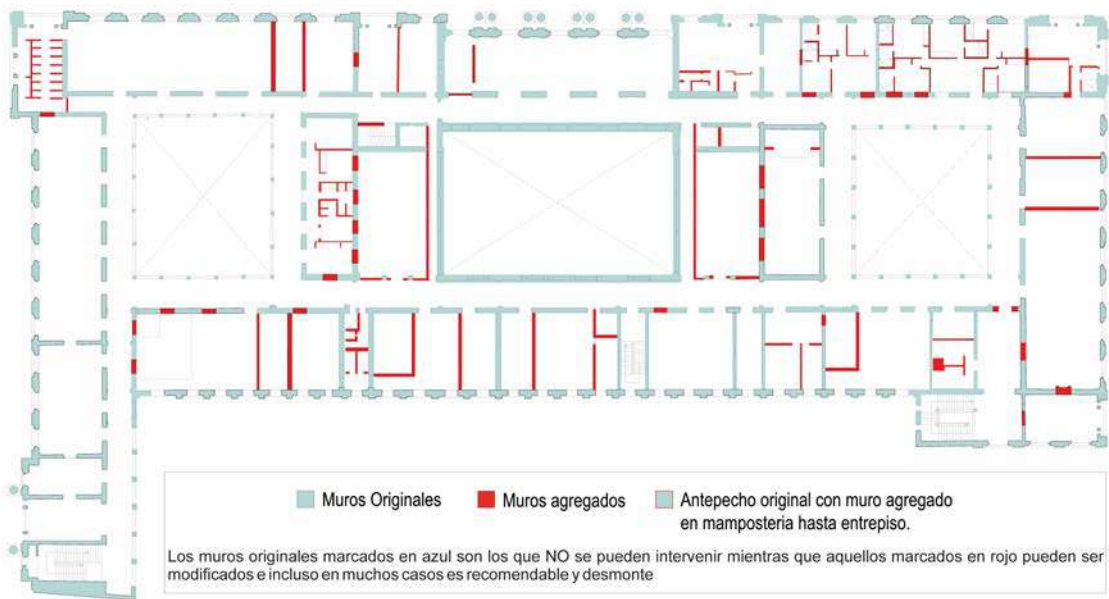 Muros Originales
Muros agregados
Antepecho original con muro agregado
en mamposteria hasta entrepiso.
Los muros originales marcados en azul son los que NO se pueden intervenir mientras que aquellos marcados en rojo pueden ser
modificados e incluso en muchos casos es recomendable y desmonte